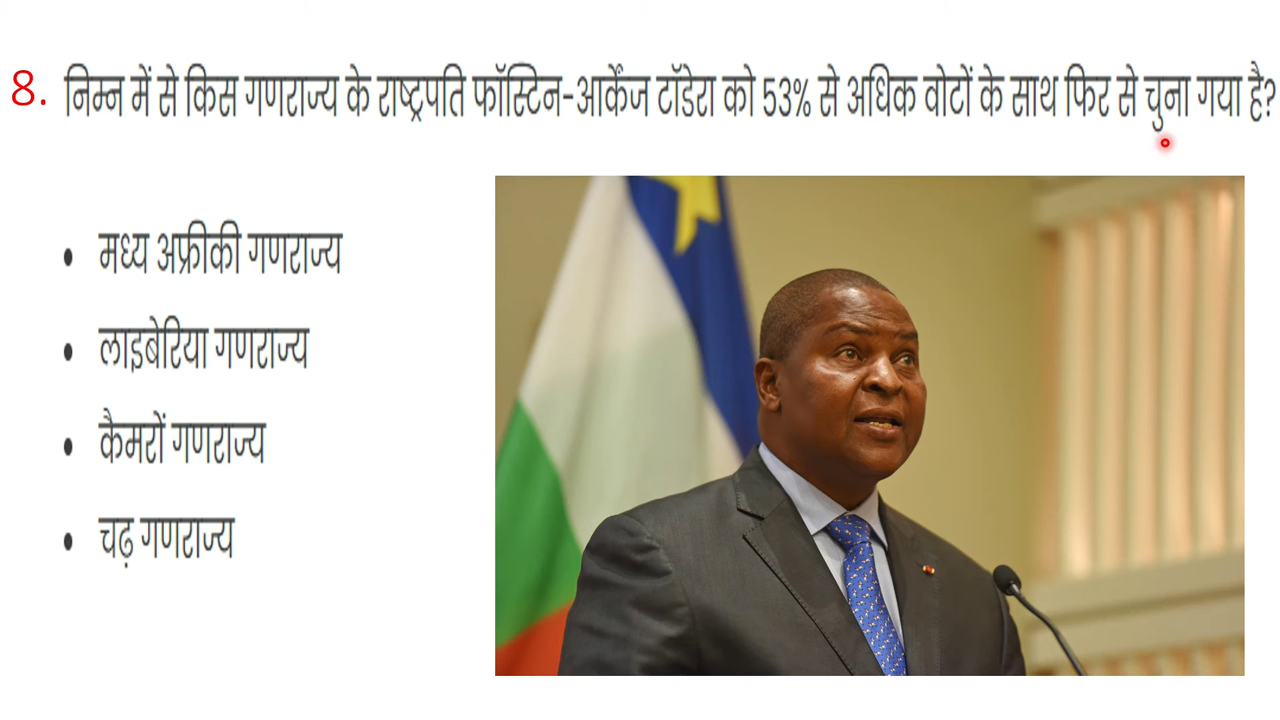 8. निम्न में से किस गणराज्य के राष्ट्रपति फॉस्टिन-आर्केंज टॉडेरा को 53% से अधिक वोटों के साथ फिर से चुना गया है?
• मध्य अफ्रीकी गणराज्य
• लाइबेरिया गणराज्य
• कैमरों गणराज्य
• चढ़ गणराज्य